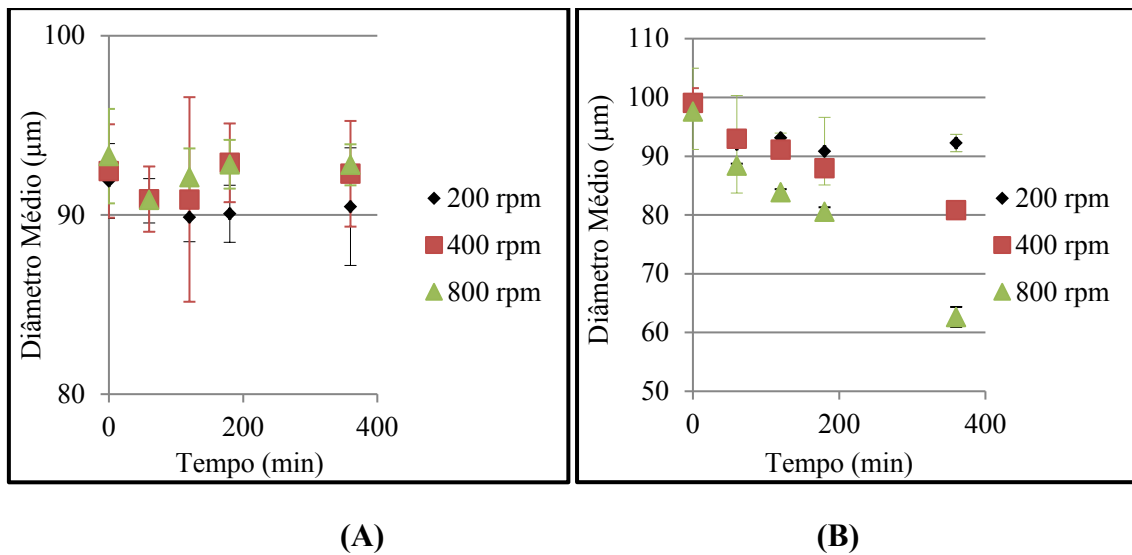 100
90
80
0
200
400
Diâmetro Médio (µm)
Tempo (min)
200 rpm
400 rpm
800 rpm
110
100
90
80
70
60
50
0
200
400
Diâmetro Médio (µm)
Tempo (min)
200 rpm
400 rpm
800 rpm
(A)
(B)